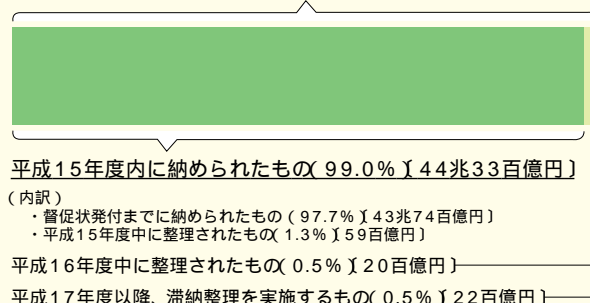 平成15年度内に納められたもの(99.0%)〔44兆33百億円〕
(内訳)
・督促状発付までに納められたもの(97.7%)〔43兆74百億円〕
・平成15年度中に整理されたもの(1.3%)〔59百億円〕
平成16年度中に整理されたもの(0.5%)〔20百億円〕
平成17年度以降、滞納整理を実施するもの(0.5%)〔22百億円〕